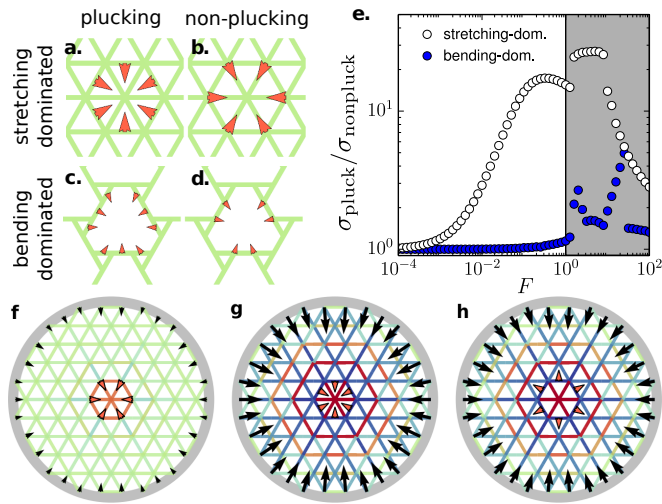 plucking non-plucking
stretching dominated
a. b.
bending dominated
c. d.
e.
stretching-dom.
bending-dom.
σpluck/σnonpluck
10¹
10⁰
10⁻⁴ 10⁻² 10⁰ 10²
F
f g h